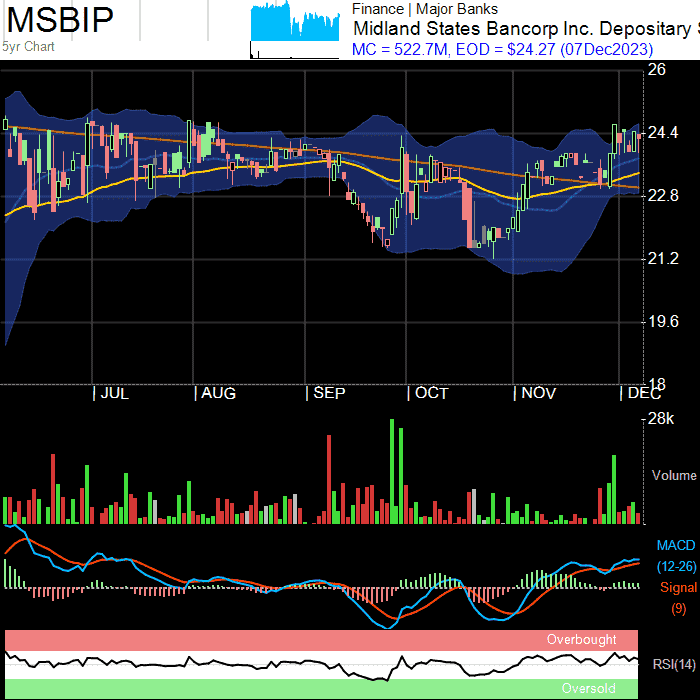 MSBIP
5yr Chart
Finance | Major Banks
Midland States Bancorp Inc. Depositary
MC = 522.7M, EOD = $24.27 (07Dec2023)
26
24.4
22.8
21.2
19.6
18
JUL
AUG
SEP
OCT
NOV
DEC
28k
Volume
MACD
(12-26)
Signal
(9)
Overbought
RSI(14)
Oversold